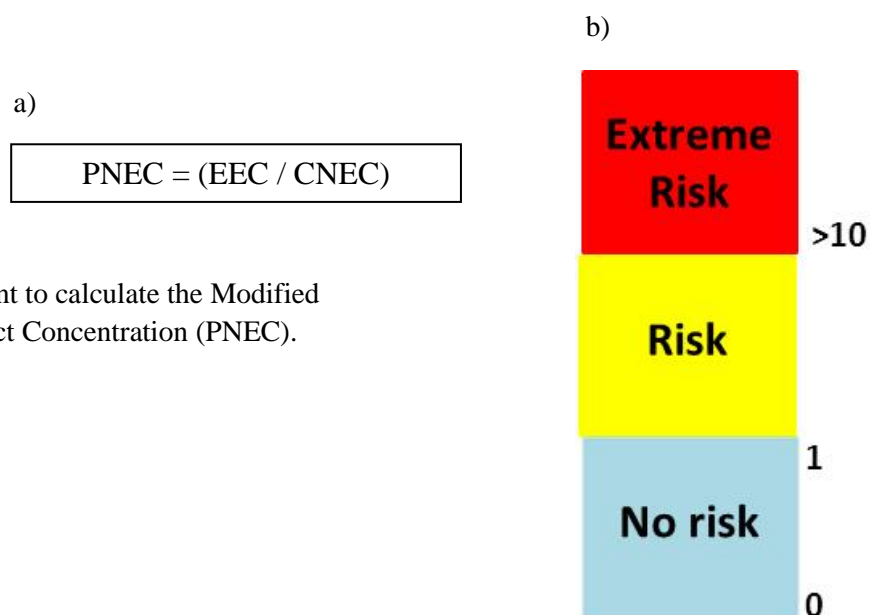 b)
a)
PNEC = (EEC / CNEC)
Extreme
Risk
>10
nt to calculate the Modified
ct Concentration (PNEC).
Risk
1
No risk
0